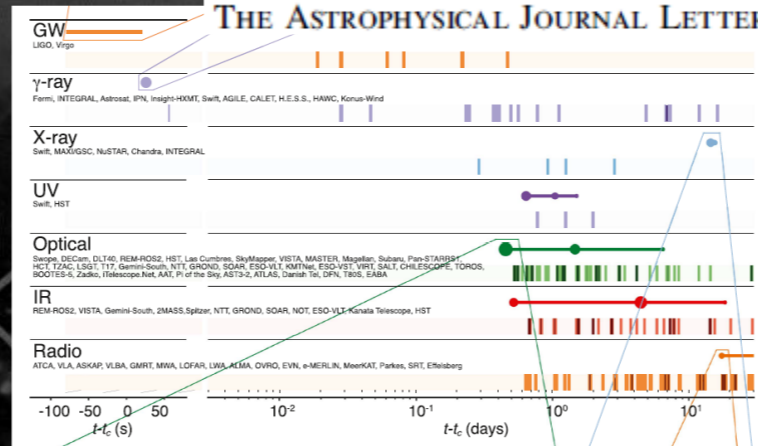 THE ASTROPHYSICAL JOURNAL LETTER
GW
LIGO, Virgo
γ-ray
Fermi, INTEGRAL, Astrosat, IPN, Insight-HXMT, Swift, AGILE, CALET, H.E.S.S., HAWC, Konus-Wind
X-ray
Swift, MAXI/GSC, NuSTAR, Chandra, INTEGRAL
UV
Swift, HST
Optical
Swope, DECam, DLT40, REM-ROS2, HST, Las Cumbres, SkyMapper, VISTA, MASTER, Magellan, Subaru, Pan-STARRS1,
HCT, TZAC, LSGT, T17, Gemini-South, NTT, GROND, SOAR, ESO-VLT, KMTNet, ESO-VST, VIRT, SALT, CHILESCOPE, TOROS,
BOOTES-5, Zadko, iTelescope.Net, AAT, Pi of the Sky, AST3-2, ATLAS, Danish Tel, DFN, T80S, EABA
IR
REM-ROS2, VISTA, Gemini-South, 2MASS,Spitzer, NTT, GROND, SOAR, NOT, ESO-VLT, Kanata Telescope, HST
Radio
ATCA, VLA, ASKAP, VLBA, GMRT, MWA, LOFAR, LWA, ALMA, OVRO, EVN, e-MERLIN, MeerKAT, Parkes, SRT, Effelsberg
-100 -50 0 50 10⁻² 10⁻¹ 10⁰ 10¹
t-t꜀ (s) t-t꜀ (days)